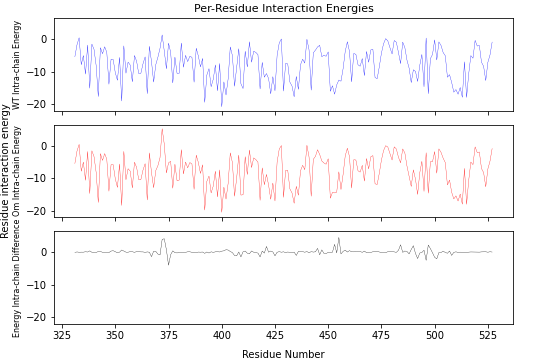 Per-Residue Interaction Energies
WT Intra-chain Energy
0
−10
−20
Residue interaction energy
Om Intra-chain Energy
0
−10
−20
Energy Intra-chain Difference
0
−10
−20
325 350 375 400 425 450 475 500 525
Residue Number